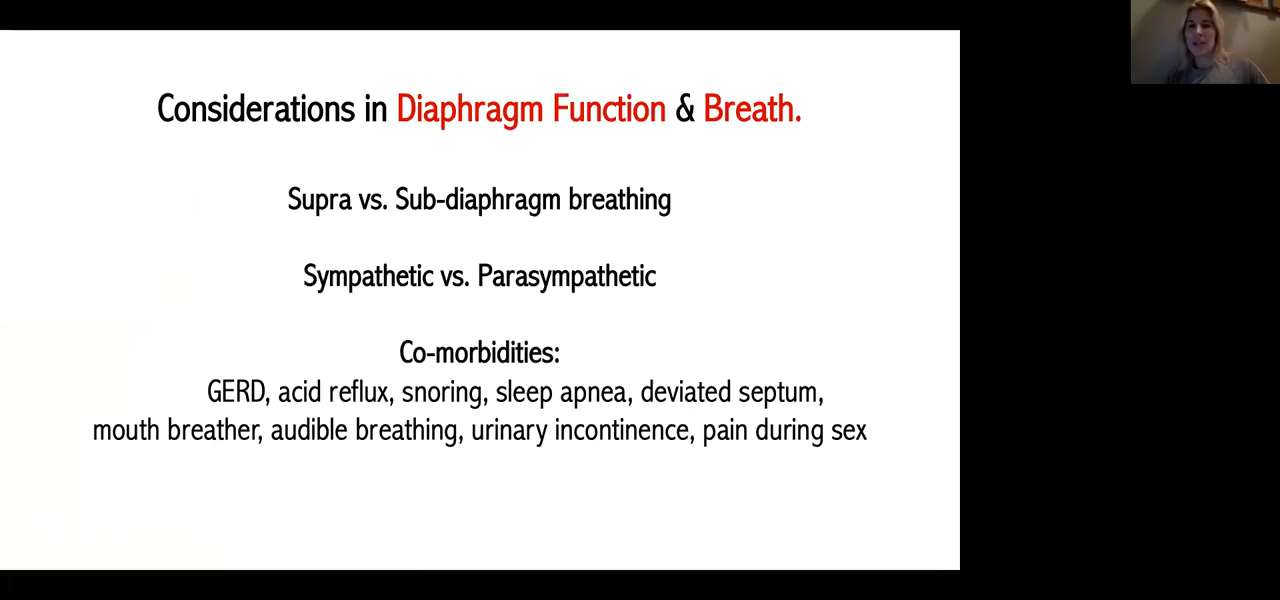 Considerations in Diaphragm Function & Breath.
Supra vs. Sub-diaphragm breathing
Sympathetic vs. Parasympathetic
Co-morbidities:
GERD, acid reflux, snoring, sleep apnea, deviated septum,
mouth breather, audible breathing, urinary incontinence, pain during sex